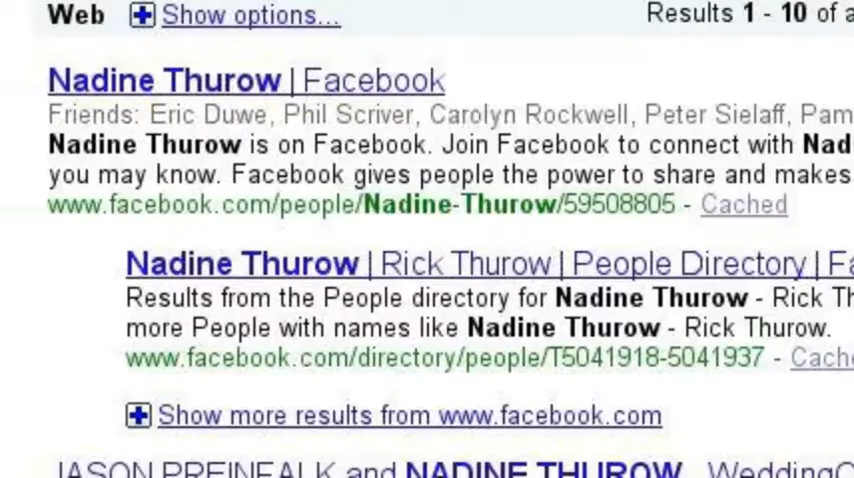 Web Show options...
Results 1 - 10 of a
Nadine Thurow | Facebook
Friends: Eric Duwe, Phil Scriver, Carolyn Rockwell, Peter Sielaff, Pam
Nadine Thurow is on Facebook. Join Facebook to connect with Nad
you may know. Facebook gives people the power to share and makes
www.facebook.com/people/Nadine-Thurow/59508805 - Cached
Nadine Thurow | Rick Thurow | People Directory | Fa
Results from the People directory for Nadine Thurow - Rick Th
more People with names like Nadine Thurow - Rick Thurow.
www.facebook.com/directory/people/T5041918-5041937 - Cache
Show more results from www.facebook.com
JASON PREINFALK and NADINE THUROW
WeddingC